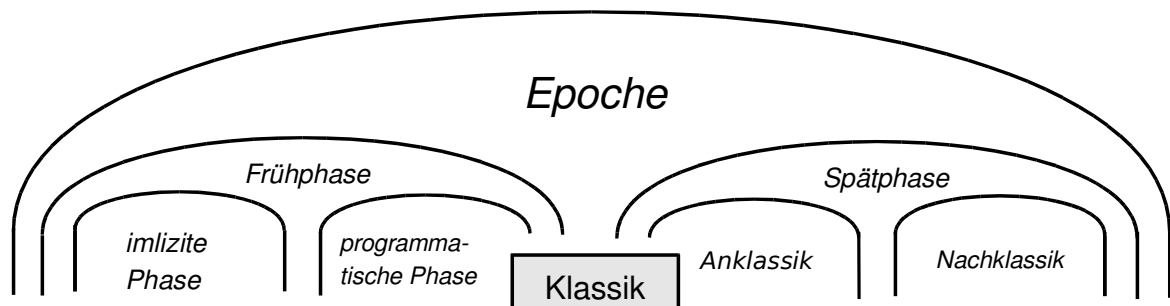 Epoche
Frühphase
Spätphase
imlizite
Phase
programma-
tische Phase
Klassik
Anklassik
Nachklassik